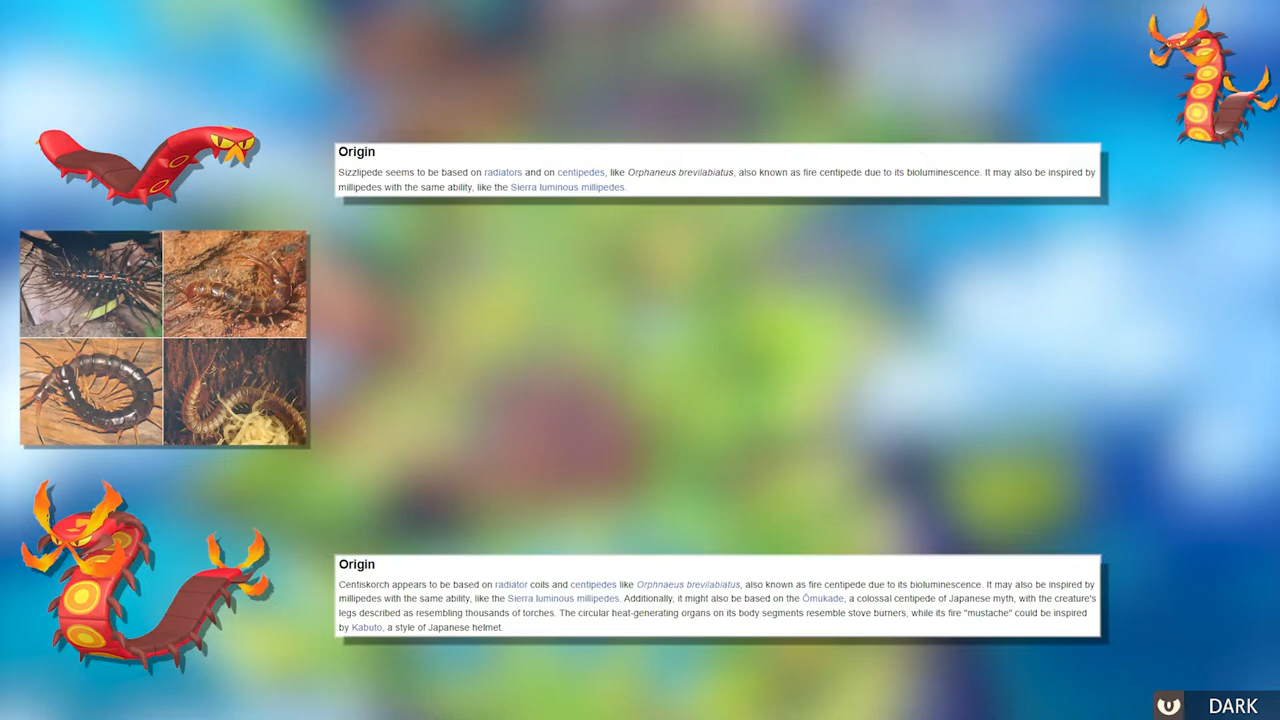 Origin
Sizzlipede seems to be based on radiators and on centipedes, like Orphaneus brevilabiatus, also known as fire centipede due to its bioluminescence. It may also be inspired by
millipedes with the same ability, like the Sierra luminous millipedes.
Origin
Centiskorch appears to be based on radiator coils and centipedes like Orphnaeus brevilabiatus, also known as fire centipede due to its bioluminescence. It may also be inspired by
millipedes with the same ability, like the Sierra luminous millipedes. Additionally, it might also be based on the Ōmukade, a colossal centipede of Japanese myth, with the creature's
legs described as resembling thousands of torches. The circular heat-generating organs on its body segments resemble stove burners, while its fire "mustache" could be inspired
by Kabuto, a style of Japanese helmet.
DARK